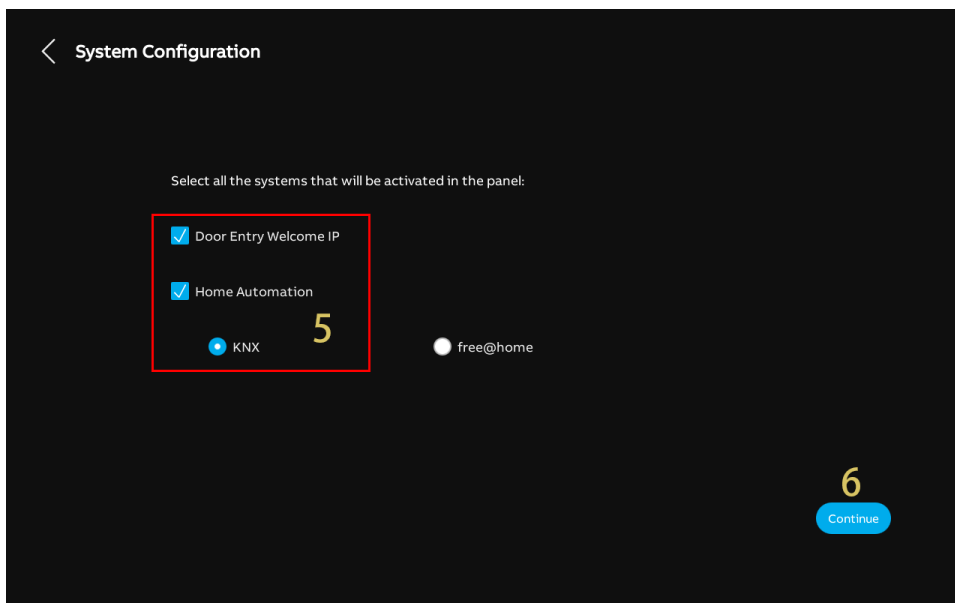 System Configuration
Select all the systems that will be activated in the panel:
Door Entry Welcome IP
Home Automation
5
KNX
free@home
6
Continue